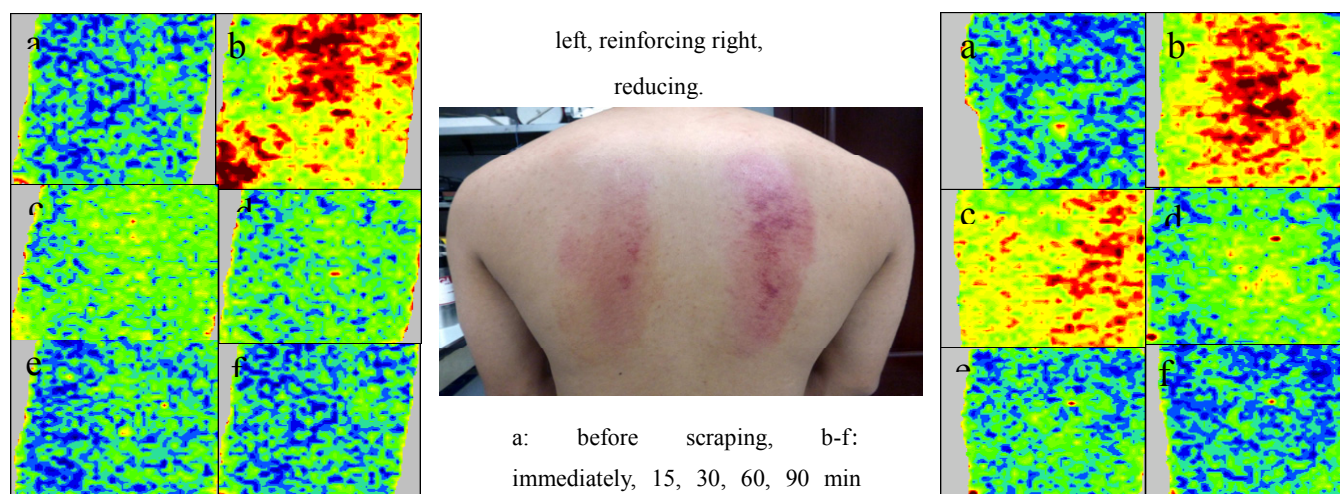 a b
c d
e f
left, reinforcing right,
reducing.
a: before scraping, b-f:
immediately, 15, 30, 60, 90 min
a b
c d
e f